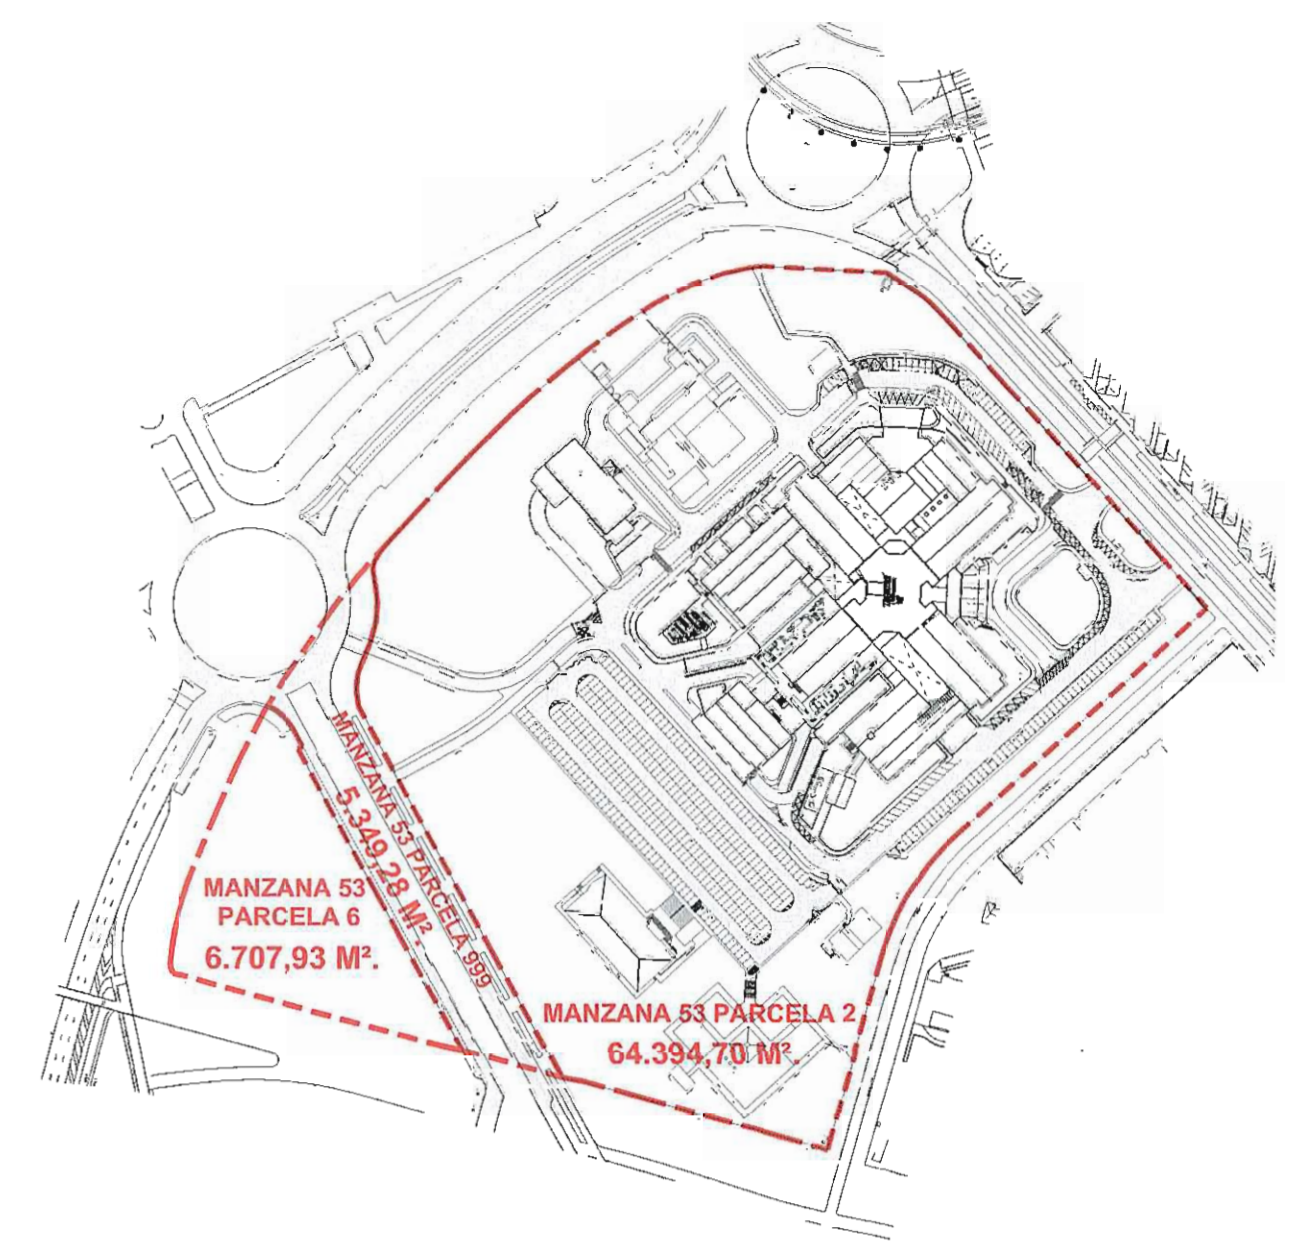 MANZANA 53 PARCELA 999
5.349,28 M².
MANZANA 53
PARCELA 6
6.707,93 M².
MANZANA 53 PARCELA 2
64.394,70 M².